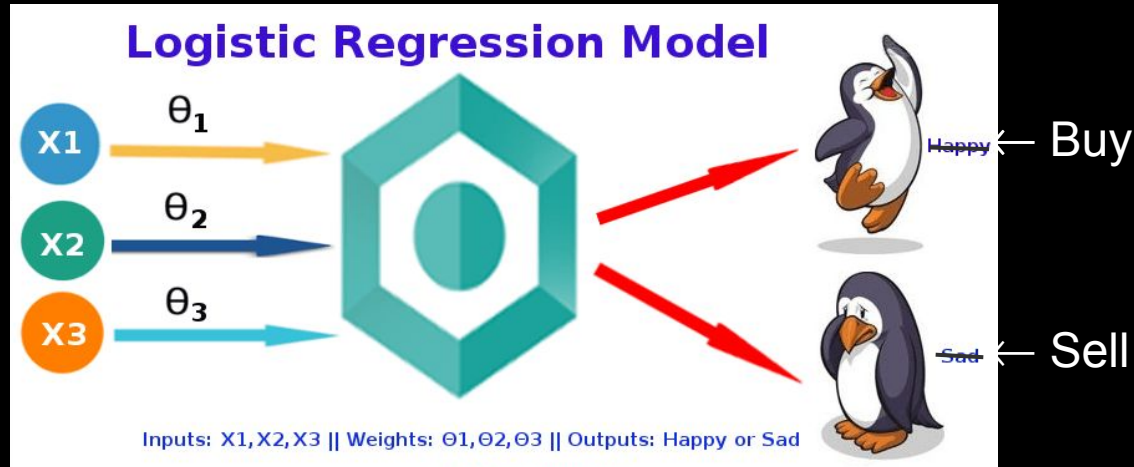 Logistic Regression Model
X1
θ1
Happy
Buy
X2
θ2
X3
θ3
Sad
Sell
Inputs: X1,X2,X3 || Weights: Θ1,Θ2,Θ3 || Outputs: Happy or Sad